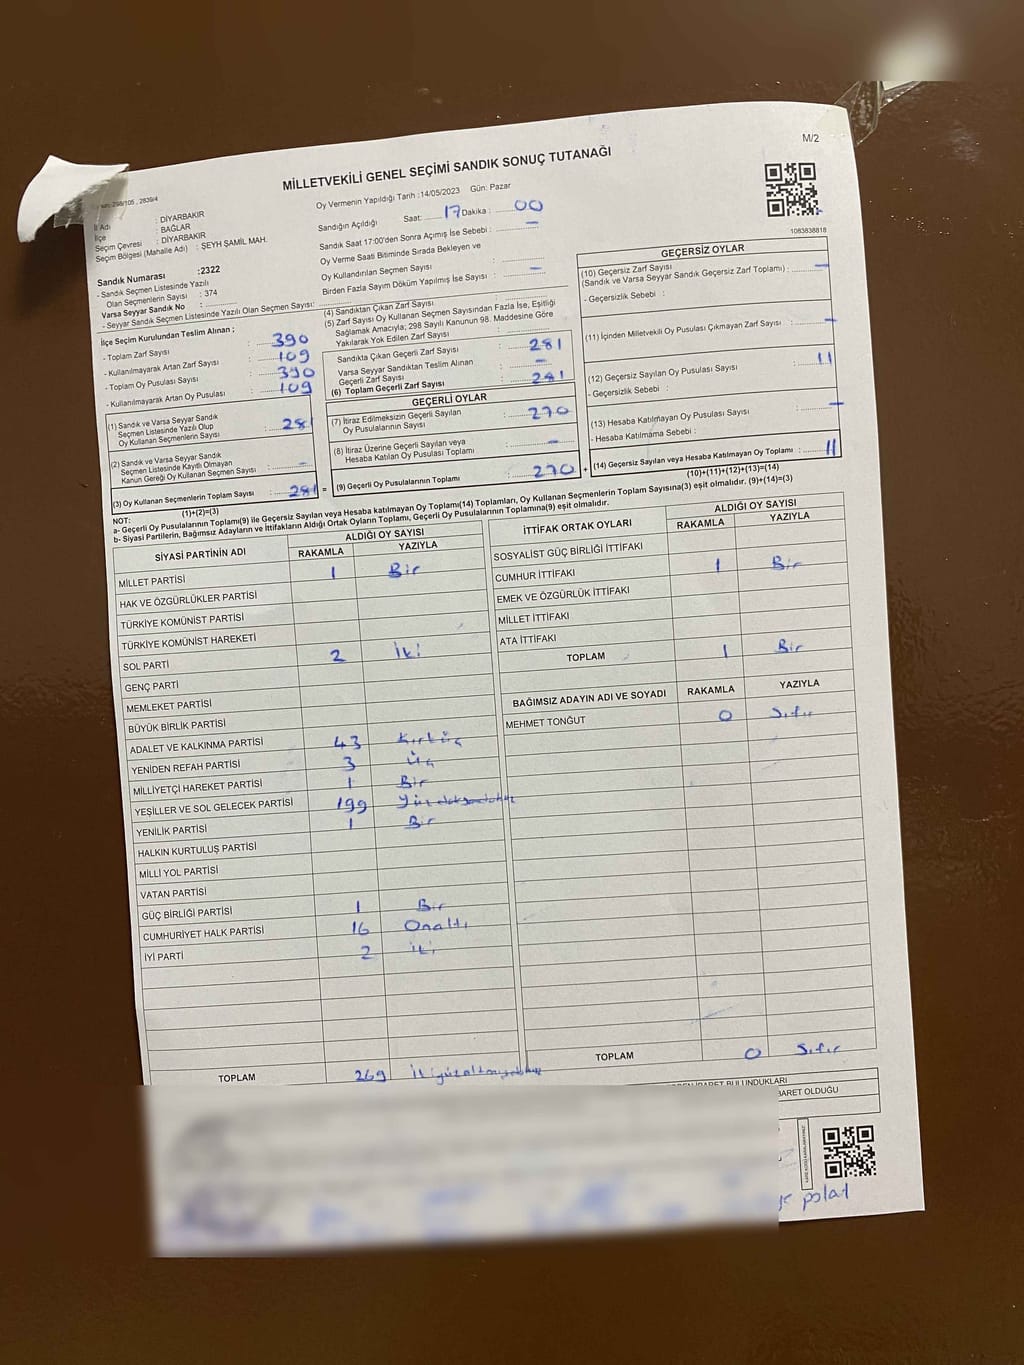 M/2
MİLLETVEKİLİ GENEL SEÇİMİ SANDIK SONUÇ TUTANAĞI
298/105 , 2839/4
Oy Vermenin Yapıldığı Tarih :14/05/2023 Gün: Pazar
İl Adı : DİYARBAKIR
İlçe : BAĞLAR
Seçim Çevresi : DİYARBAKIR
Seçim Bölgesi (Mahalle Adı) : ŞEYH ŞAMİL MAH.
Sandık Numarası :2322
- Sandık Seçmen Listesinde Yazılı
Olan Seçmenlerin Sayısı : 374
Varsa Seyyar Sandık No :
- Seyyar Sandık Seçmen Listesinde Yazılı Olan Seçmen Sayısı:
İlçe Seçim Kurulundan Teslim Alınan ;
- Toplam Zarf Sayısı : 390
- Kullanılmayarak Artan Zarf Sayısı : 109
- Toplam Oy Pusulası Sayısı : 390
- Kullanılmayarak Artan Oy Pusulası : 109
(1) Sandık ve Varsa Seyyar Sandık
Seçmen Listesinde Yazılı Olup
Oy Kullanan Seçmenlerin Sayısı : 281
(2) Sandık ve Varsa Seyyar Sandık
Seçmen Listesinde Kayıtlı Olmayan
Kanun Gereği Oy Kullanan Seçmen Sayısı : –
(3) Oy Kullanan Seçmenlerin Toplam Sayısı : 281 =
(1)+(2)=(3)
Sandığın Açıldığı Saat: 17 Dakika : 00
Sandık Saat 17:00'den Sonra Açımış İse Sebebi : –
Oy Verme Saati Bitiminde Sırada Bekleyen ve
Oy Kullandırılan Seçmen Sayısı :
Birden Fazla Sayım Döküm Yapılmış İse Sayısı : –
(4) Sandıktan Çıkan Zarf Sayısı :
(5) Zarf Sayısı Oy Kullanan Seçmen Sayısından Fazla İse, Eşitliği
Sağlamak Amacıyla; 298 Sayılı Kanunun 98. Maddesine Göre
Yakılarak Yok Edilen Zarf Sayısı :
Sandıkta Çıkan Geçerli Zarf Sayısı : 281
Varsa Seyyar Sandıktan Teslim Alınan
Geçerli Zarf Sayısı : –
(6) Toplam Geçerli Zarf Sayısı : 281
GEÇERLİ OYLAR
(7) İtiraz Edilmeksizin Geçerli Sayılan
Oy Pusulalarının Sayısı : 270
(8) İtiraz Üzerine Geçerli Sayılan veya
Hesaba Katılan Oy Pusulası Toplamı : –
(9) Geçerli Oy Pusulalarının Toplamı : 270 +
1083838818
GEÇERSİZ OYLAR
(10) Geçersiz Zarf Sayısı
(Sandık ve Varsa Seyyar Sandık Geçersiz Zarf Toplamı) : –
- Geçersizlik Sebebi :
(11) İçinden Milletvekili Oy Pusulası Çıkmayan Zarf Sayısı : –
(12) Geçersiz Sayılan Oy Pusulası Sayısı : 11
- Geçersizlik Sebebi :
(13) Hesaba Katılmayan Oy Pusulası Sayısı : –
- Hesaba Katılmama Sebebi :
(14) Geçersiz Sayılan veya Hesaba Katılmayan Oy Toplamı : 11
(10)+(11)+(12)+(13)=(14)
NOT:
a- Geçerli Oy Pusulalarının Toplamı(9) ile Geçersiz Sayılan veya Hesaba Katılmayan Oy Toplamı(14) Toplamları, Oy Kullanan Seçmenlerin Toplam Sayısına(3) eşit olmalıdır. (9)+(14)=(3)
b- Siyasi Partilerin, Bağımsız Adayların ve İttifakların Aldığı Ortak Oyların Toplamı, Geçerli Oy Pusulalarının Toplamına(9) eşit olmalıdır.
SİYASİ PARTİNİN ADI ALDIĞI OY SAYISI
RAKAMLA YAZIYLA
MİLLET PARTİSİ 1 Bir
HAK VE ÖZGÜRLÜKLER PARTİSİ
TÜRKİYE KOMÜNİST PARTİSİ
TÜRKİYE KOMÜNİST HAREKETİ
SOL PARTİ 2 iki
GENÇ PARTİ
MEMLEKET PARTİSİ
BÜYÜK BİRLİK PARTİSİ
ADALET VE KALKINMA PARTİSİ 43 Kırküç
YENİDEN REFAH PARTİSİ 3 Üç
MİLLİYETÇİ HAREKET PARTİSİ 1 Bir
YEŞİLLER VE SOL GELECEK PARTİSİ 199
YENİLİK PARTİSİ 1 Bir
HALKIN KURTULUŞ PARTİSİ
MİLLİ YOL PARTİSİ
VATAN PARTİSİ
GÜÇ BİRLİĞİ PARTİSİ 1 Bir
CUMHURİYET HALK PARTİSİ 16 Onaltı
İYİ PARTİ 2 iki
TOPLAM 269 ikiyüzaltmışdokuz
İTTİFAK ORTAK OYLARI ALDIĞI OY SAYISI
RAKAMLA YAZIYLA
SOSYALİST GÜÇ BİRLİĞİ İTTİFAKI
CUMHUR İTTİFAKI 1 Bir
EMEK VE ÖZGÜRLÜK İTTİFAKI
MİLLET İTTİFAKI
ATA İTTİFAKI
TOPLAM 1 Bir
BAĞIMSIZ ADAYIN ADI VE SOYADI RAKAMLA YAZIYLA
MEHMET TONĞUT 0 Sıfır
TOPLAM 0 Sıfır
BULUNDUKLARI
İBARET OLDUĞU
polat